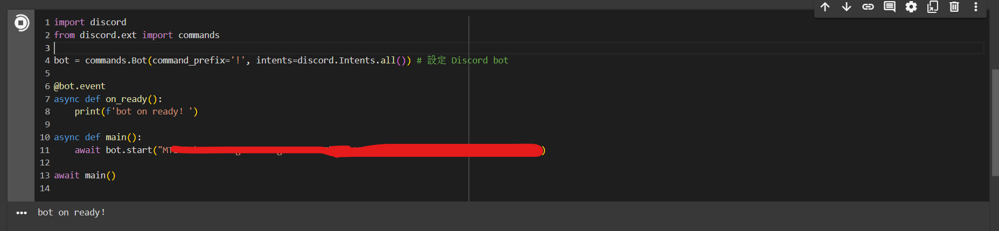 1 import discord
2 from discord.ext import commands
3
4 bot = commands.Bot(command_prefix='!', intents=discord.Intents.all()) # 設定 Discord bot
5
6 @bot.event
7 async def on_ready():
8     print(f'bot on ready! ')
9
10 async def main():
11     await bot.start("MT )
12
13 await main()
14
bot on ready!